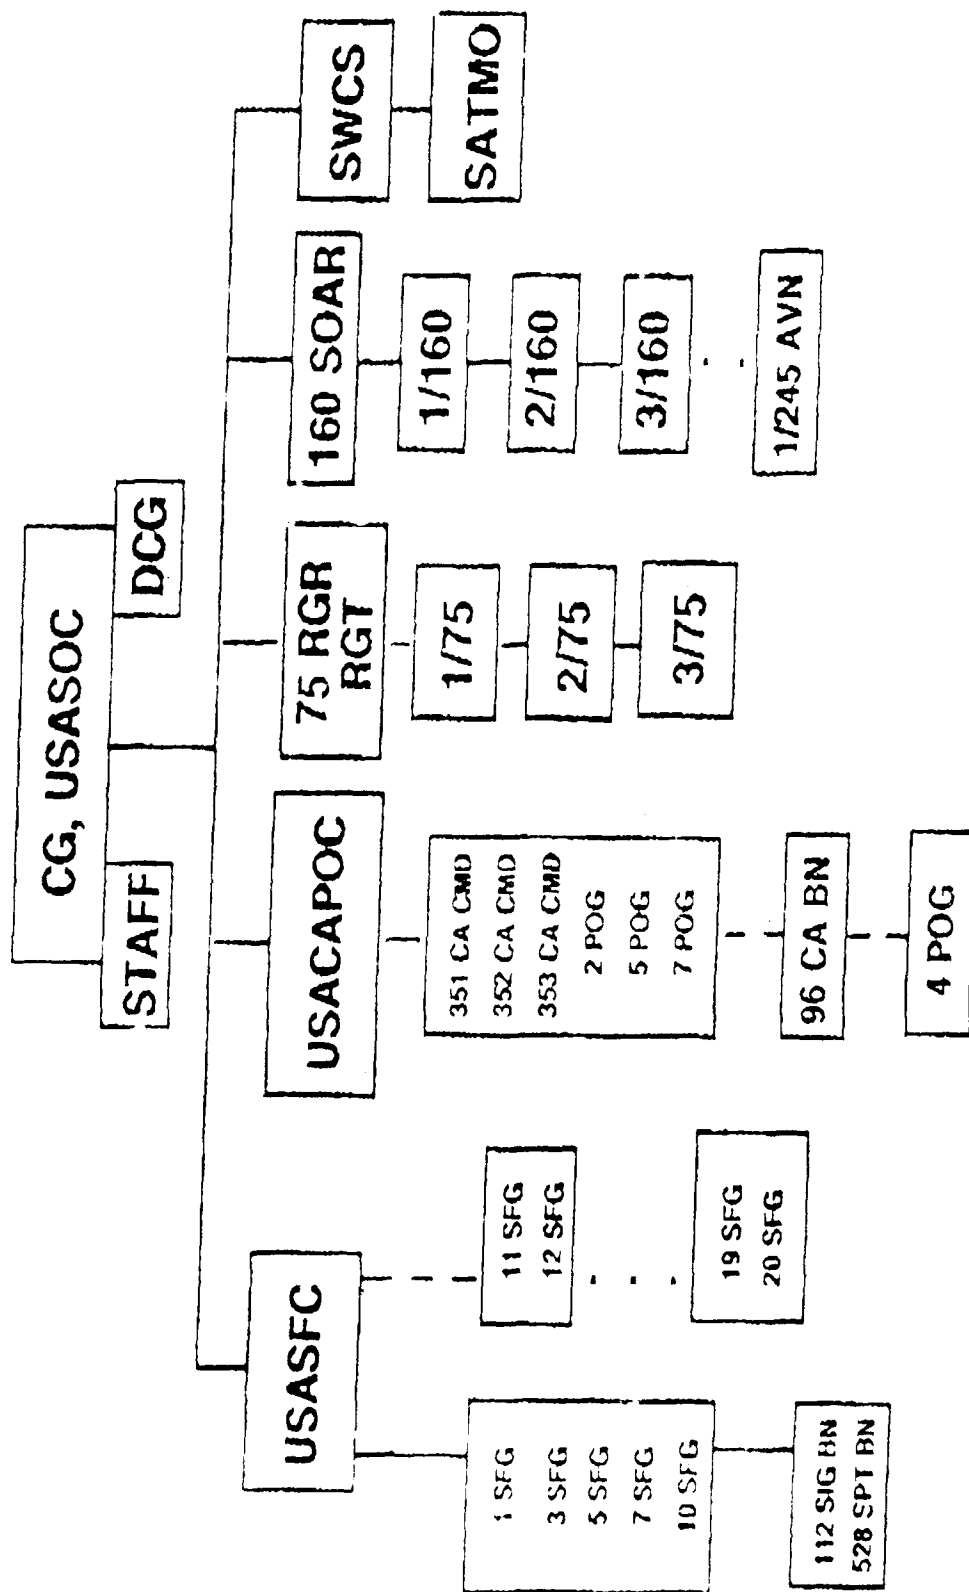 CG, USASOC
STAFF
DCG
USASFC
USACAPOC
75 RGR
RGT
160 SOAR
SWCS
1 SFG
3 SFG
5 SFG
7 SFG
10 SFG
112 SIG BN
528 SPT BN
11 SFG
12 SFG
19 SFG
20 SFG
351 CA CMD
352 CA CMD
353 CA CMD
2 POG
5 POG
7 POG
96 CA BN
4 POG
1/75
2/75
3/75
1/160
2/160
3/160
1/245 AVN
SATMO